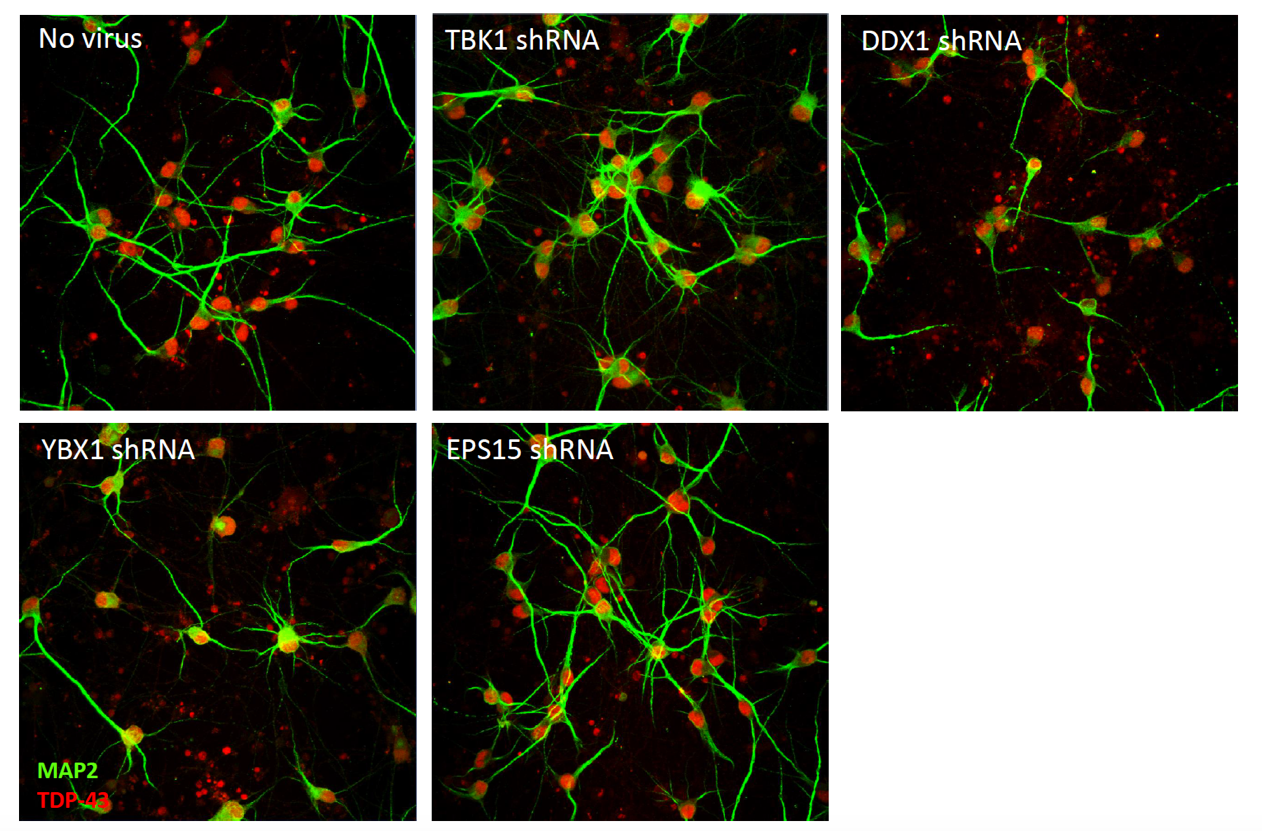 No virus
TBK1 shRNA
DDX1 shRNA
YBX1 shRNA
EPS15 shRNA
MAP2
TDP-43